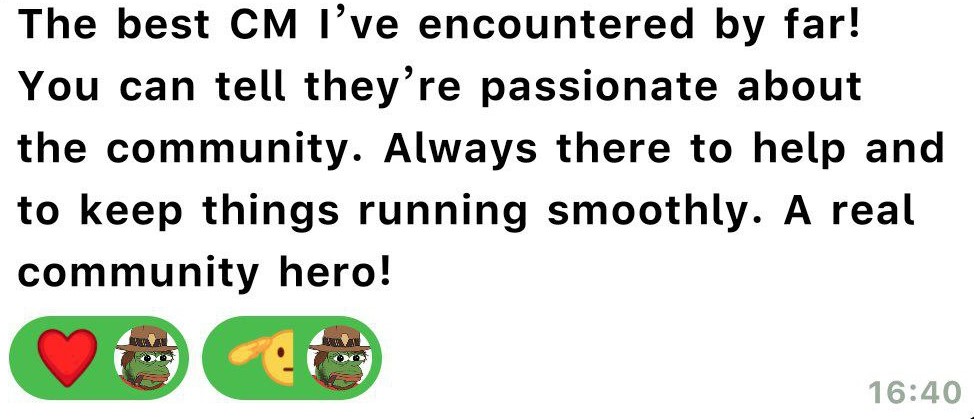 The best CM I’ve encountered by far!
You can tell they’re passionate about
the community. Always there to help and
to keep things running smoothly. A real
community hero!
16:40